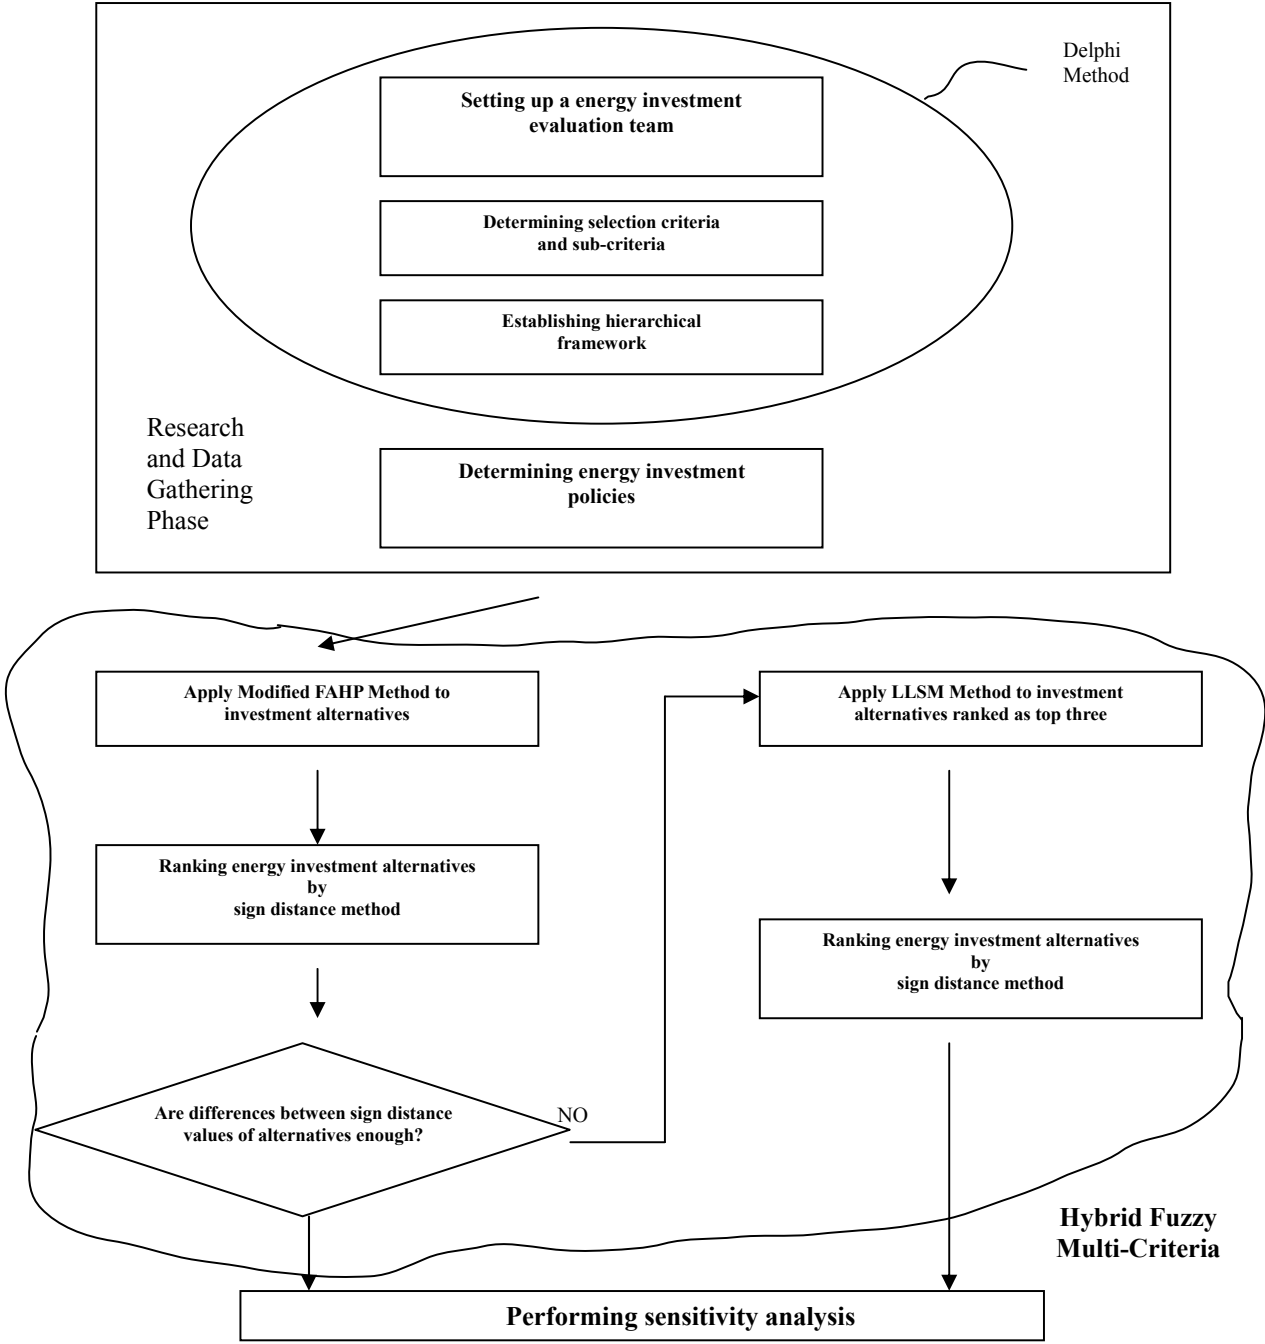 Delphi
Method
Setting up a energy investment
evaluation team
Determining selection criteria
and sub-criteria
Establishing hierarchical
framework
Research
and Data
Gathering
Phase
Determining energy investment
policies
Apply Modified FAHP Method to
investment alternatives
Apply LLSM Method to investment
alternatives ranked as top three
Ranking energy investment alternatives
by
sign distance method
Ranking energy investment alternatives
by
sign distance method
Are differences between sign distance
values of alternatives enough?
NO
Hybrid Fuzzy
Multi-Criteria
Performing sensitivity analysis